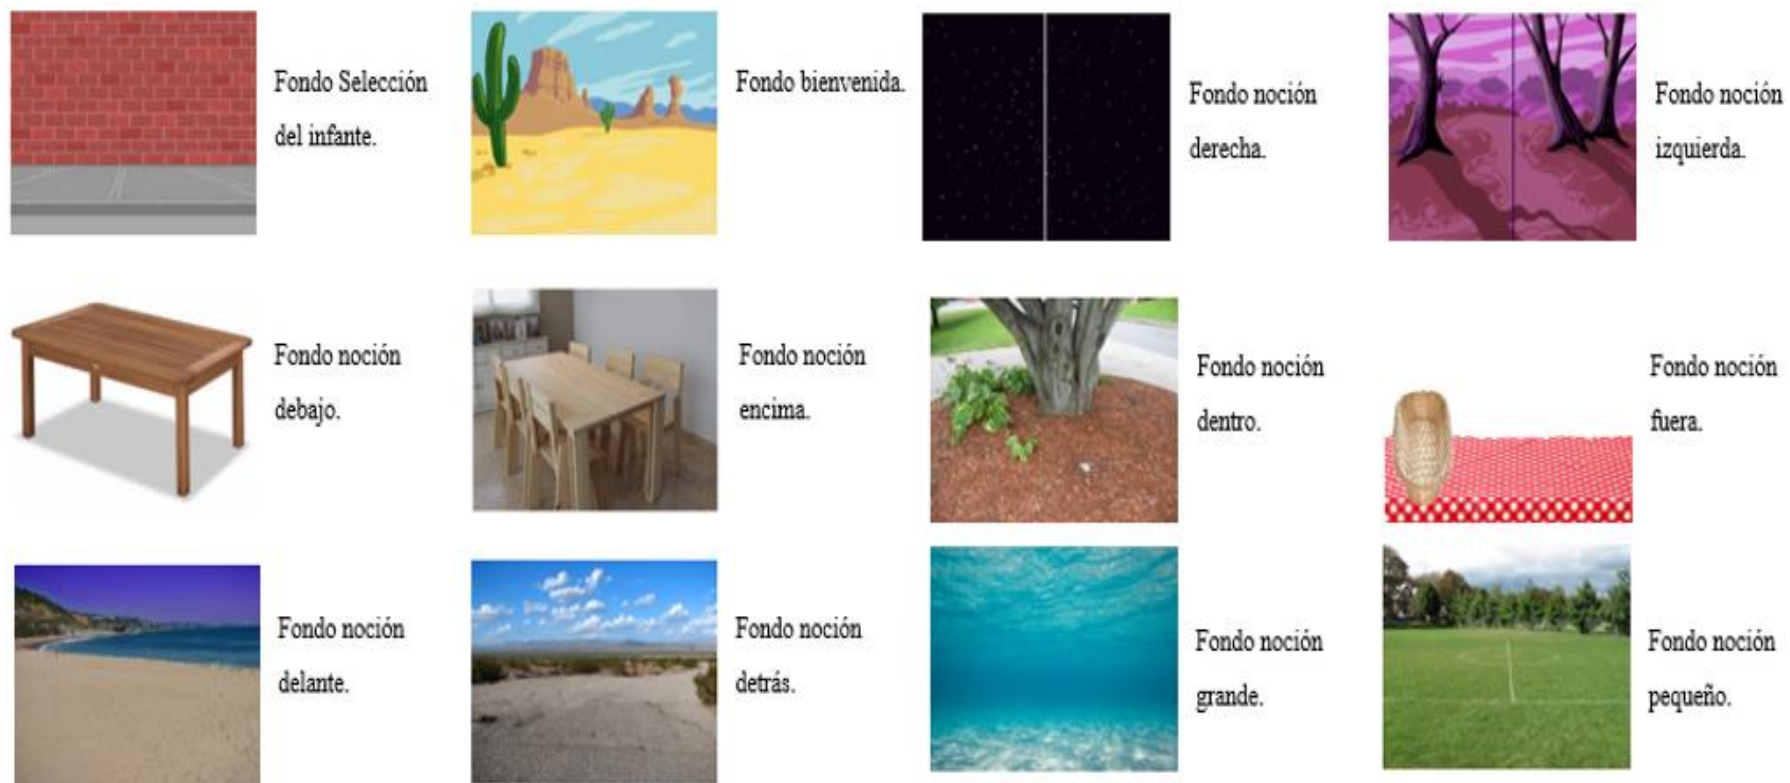 Fondo Selección
del infante.
Fondo bienvenida.
Fondo noción
derecha.
Fondo noción
izquierda.
Fondo noción
debajo.
Fondo noción
encima.
Fondo noción
dentro.
Fondo noción
fuera.
Fondo noción
delante.
Fondo noción
detrás.
Fondo noción
grande.
Fondo noción
pequeño.